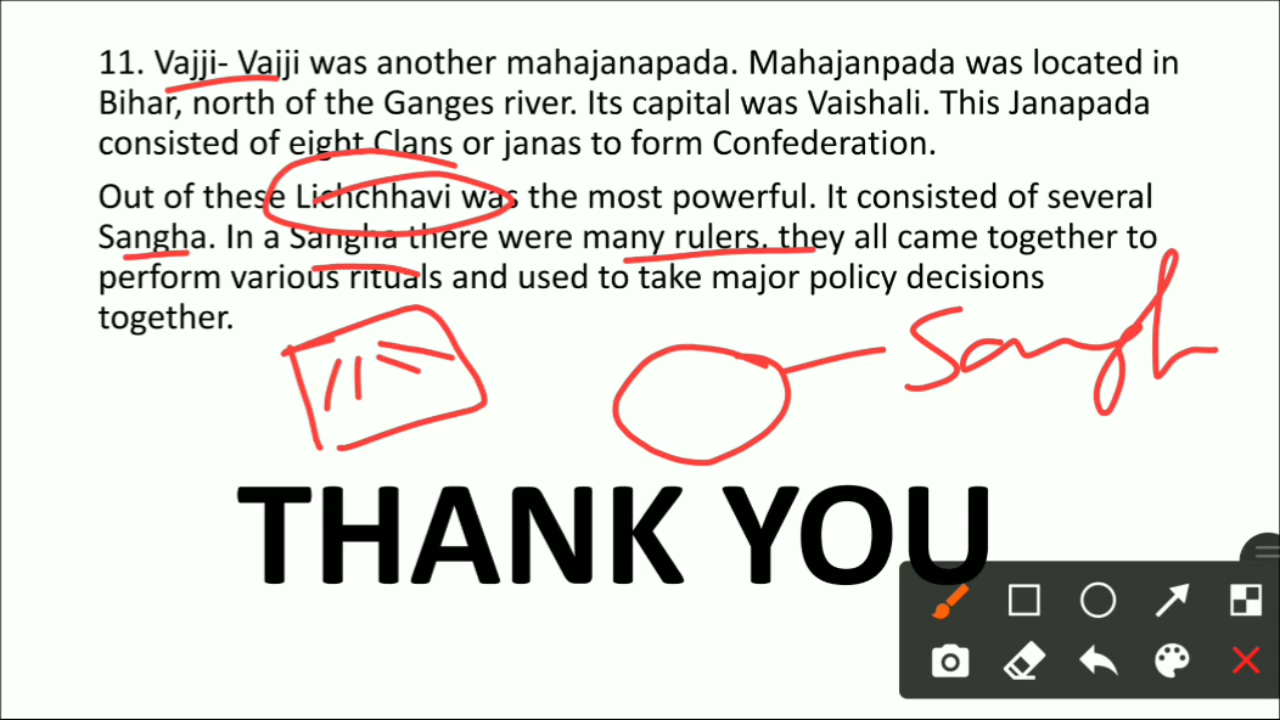 11. Vajji- Vajji was another mahajanapada. Mahajanpada was located in
Bihar, north of the Ganges river. Its capital was Vaishali. This Janapada
consisted of eight Clans or janas to form Confederation.
Out of these Lichchhavi was the most powerful. It consisted of several
Sangha. In a Sangha there were many rulers. they all came together to
perform various rituals and used to take major policy decisions
together.
Sangh
THANK YOU